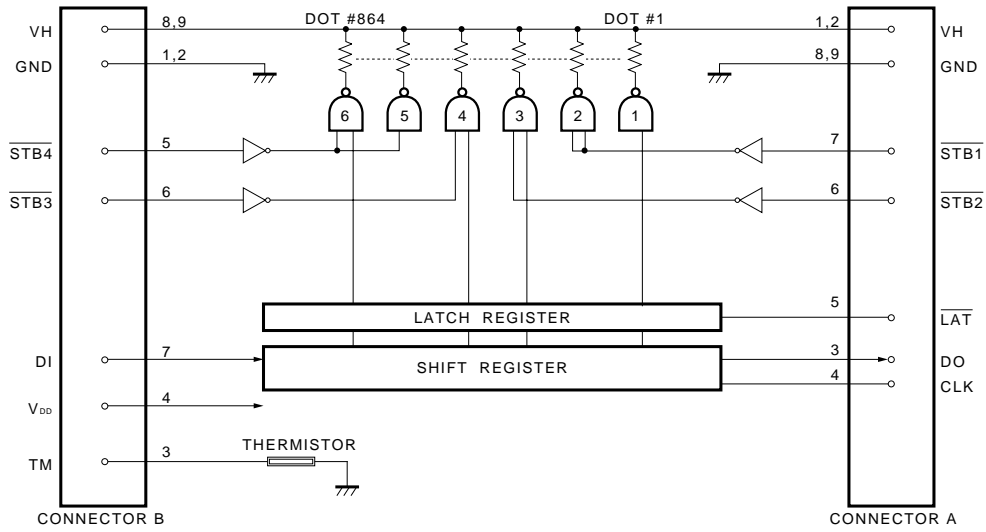 DOT #864 DOT #1
VH 8,9 1,2 VH
GND 1,2 8,9 GND
6 5 4 3 2 1
STB4 5 7 STB1
STB3 6 6 STB2
LATCH REGISTER 5 LAT
DI 7 SHIFT REGISTER 3 DO
4 CLK
VDD 4
THERMISTOR
TM 3
CONNECTOR B CONNECTOR A